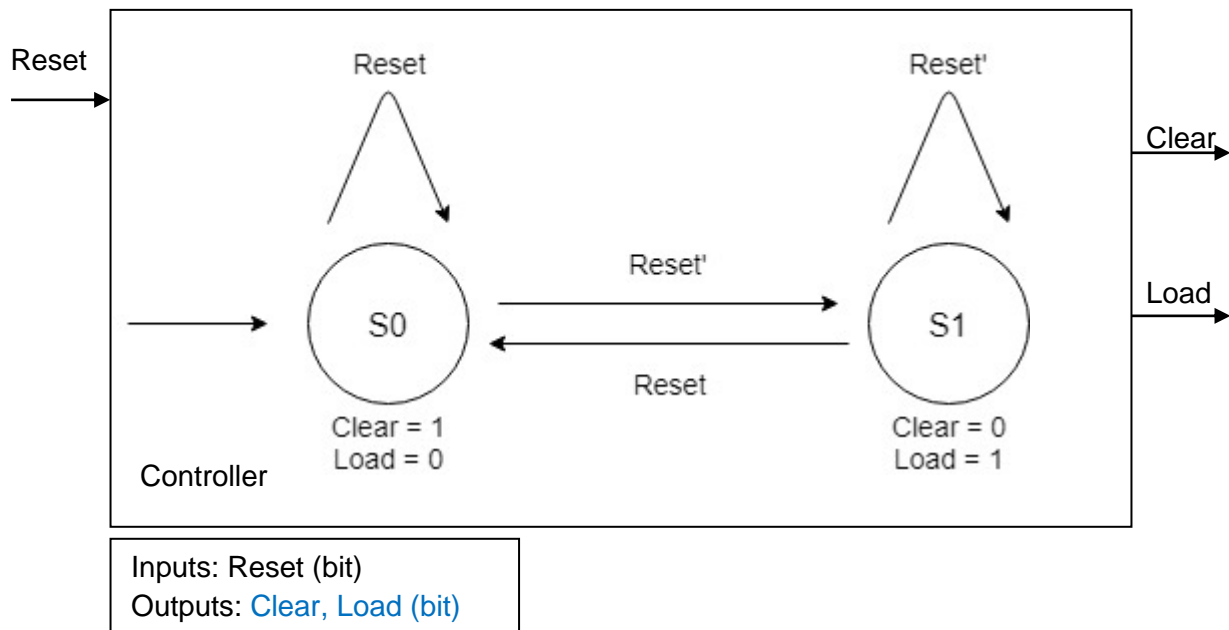 Reset
Reset
Reset'
Clear
Reset'
Load
S0
S1
Reset
Clear = 1
Load = 0
Clear = 0
Load = 1
Controller
Inputs: Reset (bit)
Outputs: Clear, Load (bit)